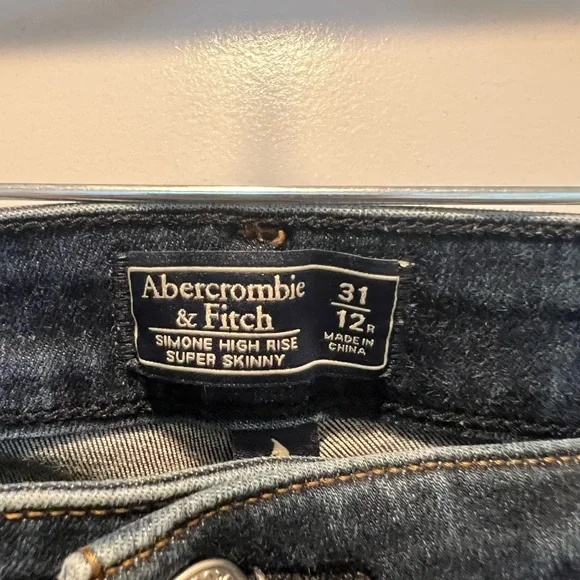 Abercrombie
& Fitch
SIMONE HIGH RISE
SUPER SKINNY
31
12R
MADE IN
CHINA